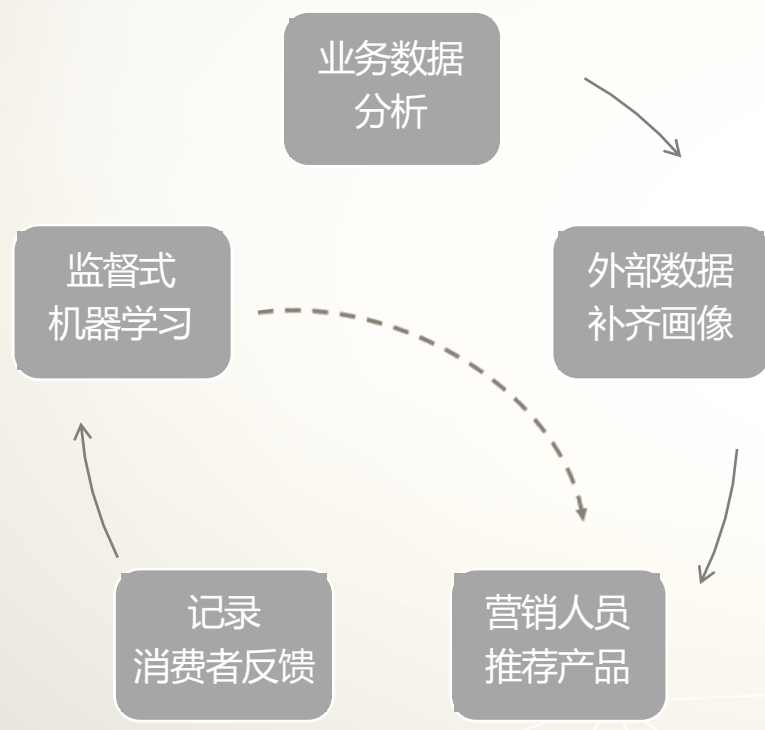 业务数据
分析
外部数据
补齐画像
营销人员
推荐产品
记录
消费者反馈
监督式
机器学习